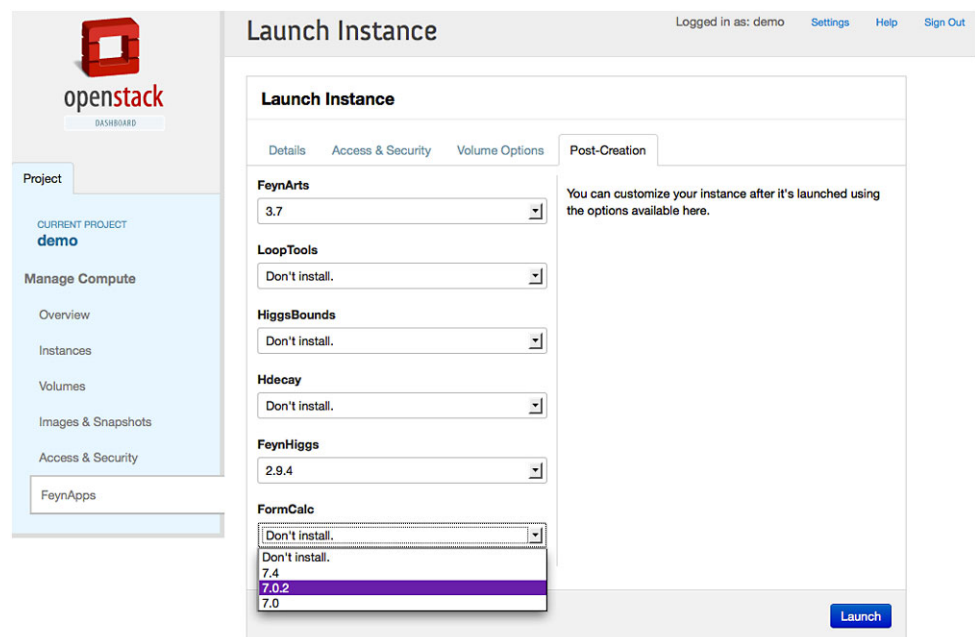 Launch Instance
Logged in as: demo Settings Help Sign Out
openstack
DASHBOARD
Project
CURRENT PROJECT
demo
Manage Compute
Overview
Instances
Volumes
Images & Snapshots
Access & Security
FeynApps
Launch Instance
Details Access & Security Volume Options Post-Creation
FeynArts
3.7
LoopTools
Don't install.
HiggsBounds
Don't install.
Hdecay
Don't install.
FeynHiggs
2.9.4
FormCalc
Don't install.
Don't install.
7.4
7.0.2
7.0
You can customize your instance after it's launched using
the options available here.
Launch